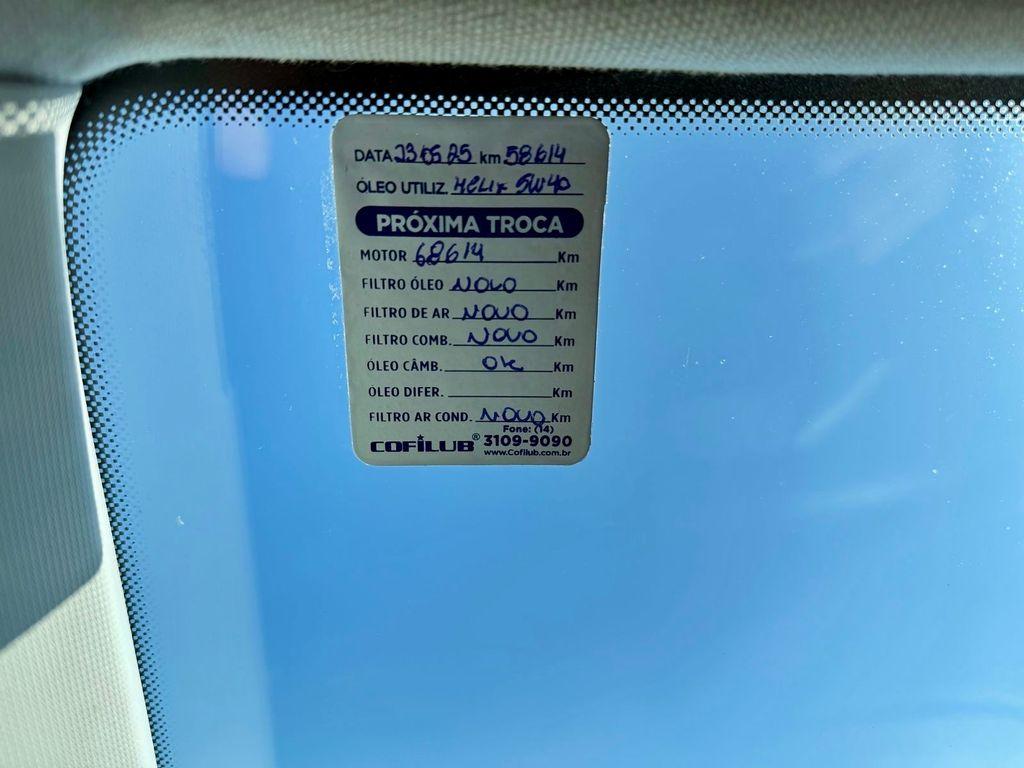 DATA 23 05 25 km 58614
ÓLEO UTILIZ. HELIX 5W40
PRÓXIMA TROCA
MOTOR 68614 Km
FILTRO ÓLEO NOVO Km
FILTRO DE AR NOVO Km
FILTRO COMB. NOVO Km
ÓLEO CÂMB. OK Km
ÓLEO DIFER. Km
FILTRO AR COND. NOVO Km
COFILUB® Fone: (14)
3109-9090
www.Cofilub.com.br